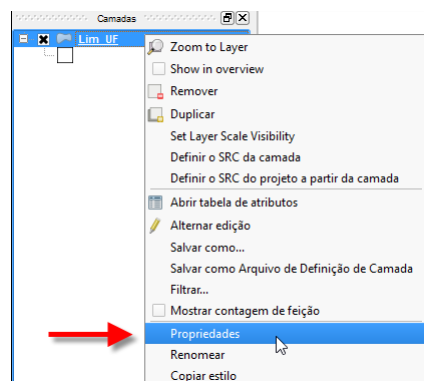 Camadas
Lim_UF
Zoom to Layer
Show in overview
Remover
Duplicar
Set Layer Scale Visibility
Definir o SRC da camada
Definir o SRC do projeto a partir da camada
Abrir tabela de atributos
Alternar edição
Salvar como...
Salvar como Arquivo de Definição de Camada
Filtrar...
Mostrar contagem de feição
Propriedades
Renomear
Copiar estilo